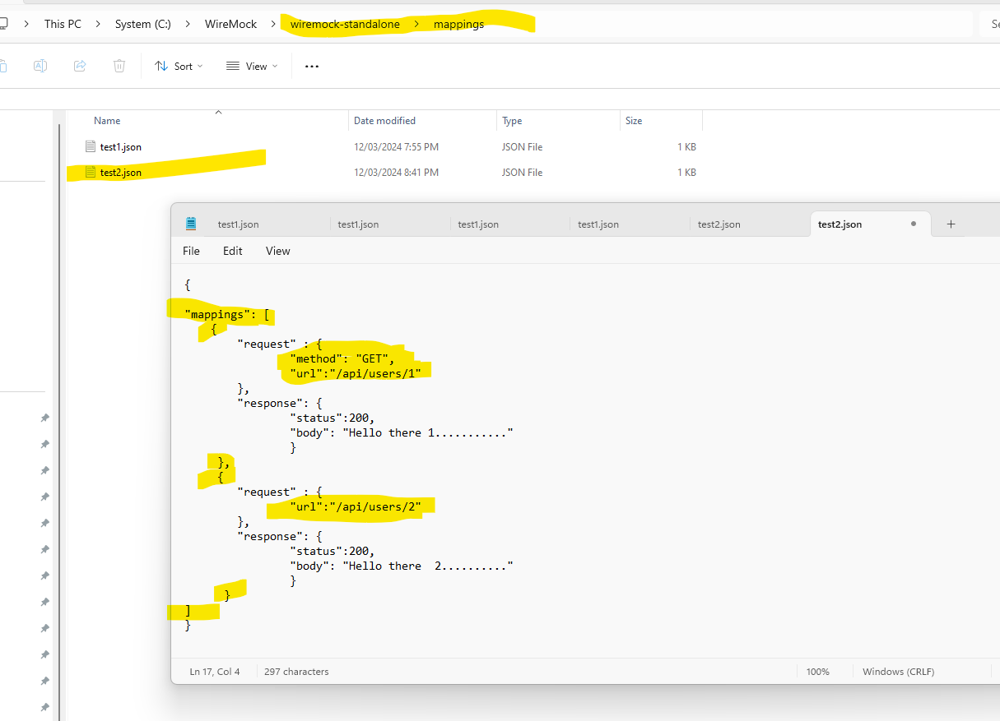 This PC > System (C:) > WireMock > wiremock-standalone > mappings
Sort View ...
Name Date modified Type Size
test1.json 12/03/2024 7:55 PM JSON File 1 KB
test2.json 12/03/2024 8:41 PM JSON File 1 KB
test1.json test1.json test1.json test1.json test2.json test2.json
File Edit View
{
"mappings": [
{
"request" : {
"method": "GET",
"url":"/api/users/1"
},
"response": {
"status":200,
"body": "Hello there 1..........."
}
},
{
"request" : {
"url":"/api/users/2"
},
"response": {
"status":200,
"body": "Hello there  2.........."
}
}
]
}
Ln 17, Col 4 297 characters 100% Windows (CRLF)